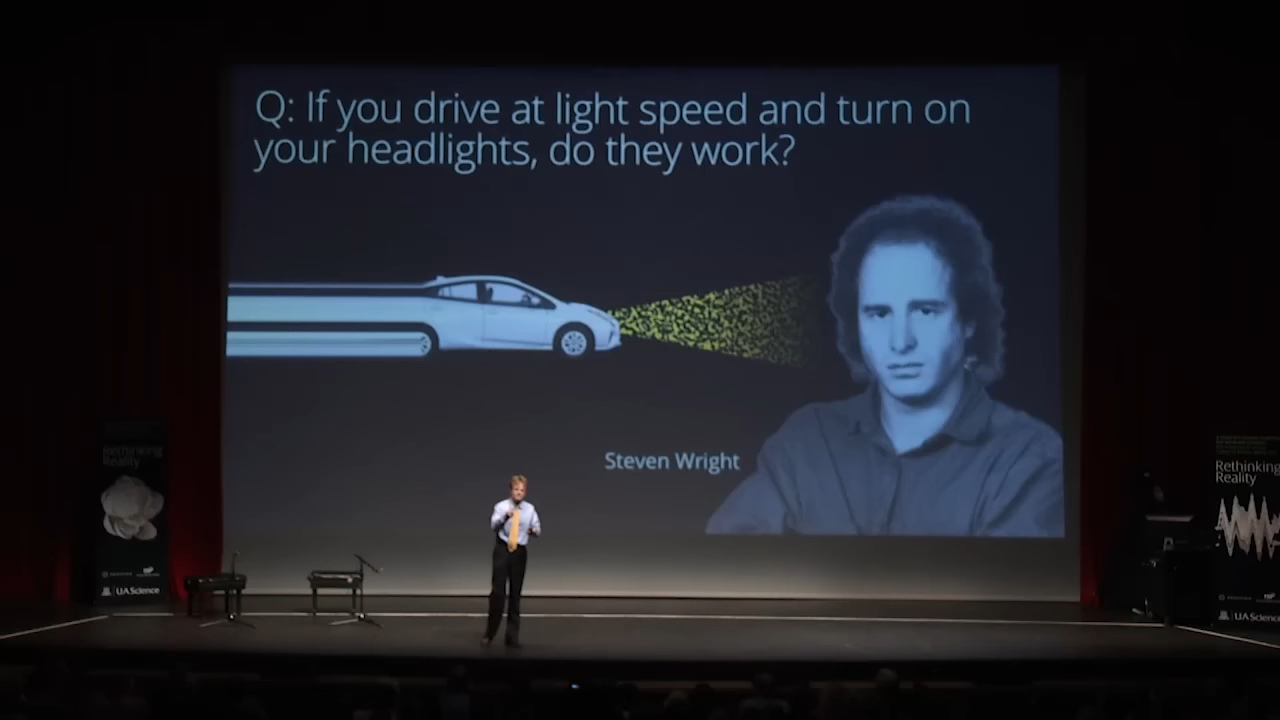 Q: If you drive at light speed and turn on
your headlights, do they work?
Steven Wright
Rethinking
Reality
UA Science
Rethinking
Reality
UA Science